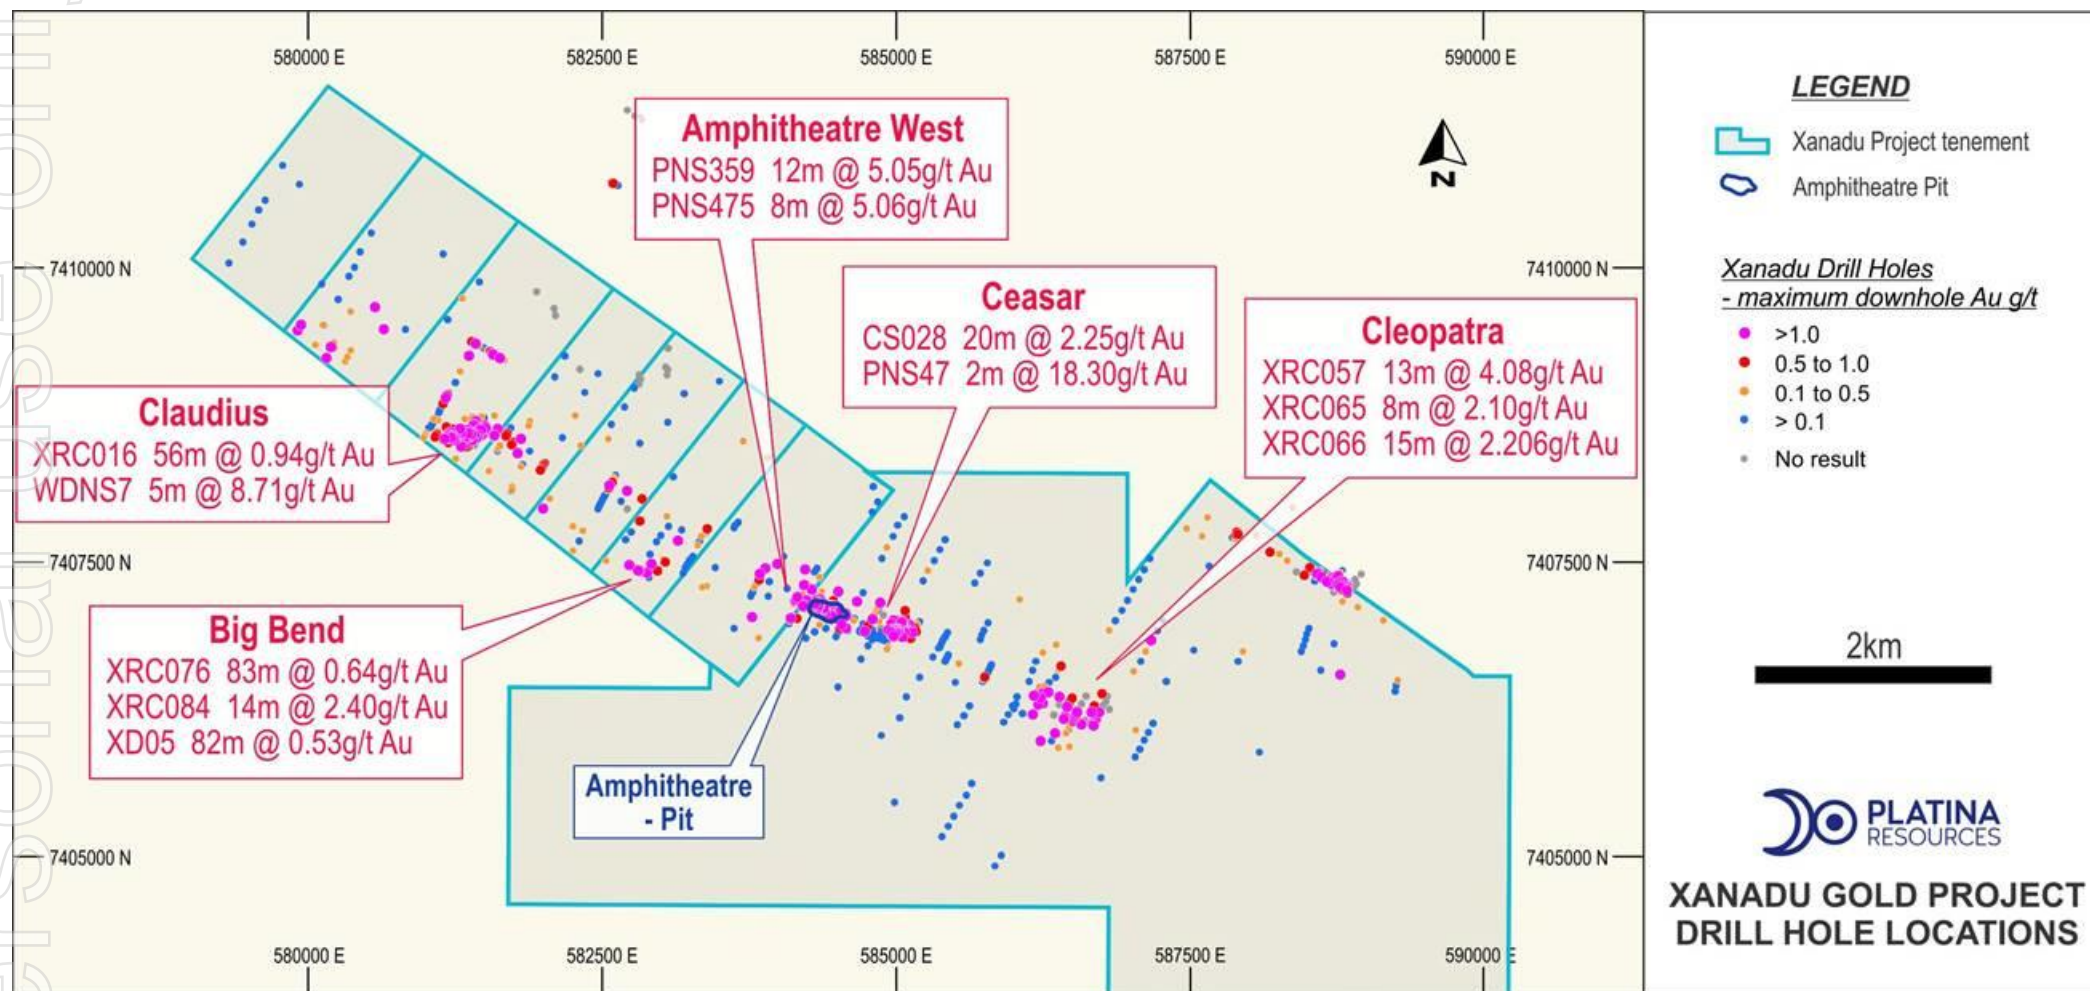 580000 E
582500 E
585000 E
587500 E
590000 E
7410000 N
7410000 N
7407500 N
7407500 N
7405000 N
7405000 N
580000 E
582500 E
585000 E
587500 E
590000 E
Amphitheatre West
PNS359 12m @ 5.05g/t Au
PNS475 8m @ 5.06g/t Au
N
Ceasar
CS028 20m @ 2.25g/t Au
PNS47 2m @ 18.30g/t Au
Cleopatra
XRC057 13m @ 4.08g/t Au
XRC065 8m @ 2.10g/t Au
XRC066 15m @ 2.206g/t Au
Claudius
XRC016 56m @ 0.94g/t Au
WDNS7 5m @ 8.71g/t Au
Big Bend
XRC076 83m @ 0.64g/t Au
XRC084 14m @ 2.40g/t Au
XD05 82m @ 0.53g/t Au
Amphitheatre
- Pit
LEGEND
Xanadu Project tenement
Amphitheatre Pit
Xanadu Drill Holes
- maximum downhole Au g/t
>1.0
0.5 to 1.0
0.1 to 0.5
> 0.1
No result
2km
PLATINA
RESOURCES
XANADU GOLD PROJECT
DRILL HOLE LOCATIONS